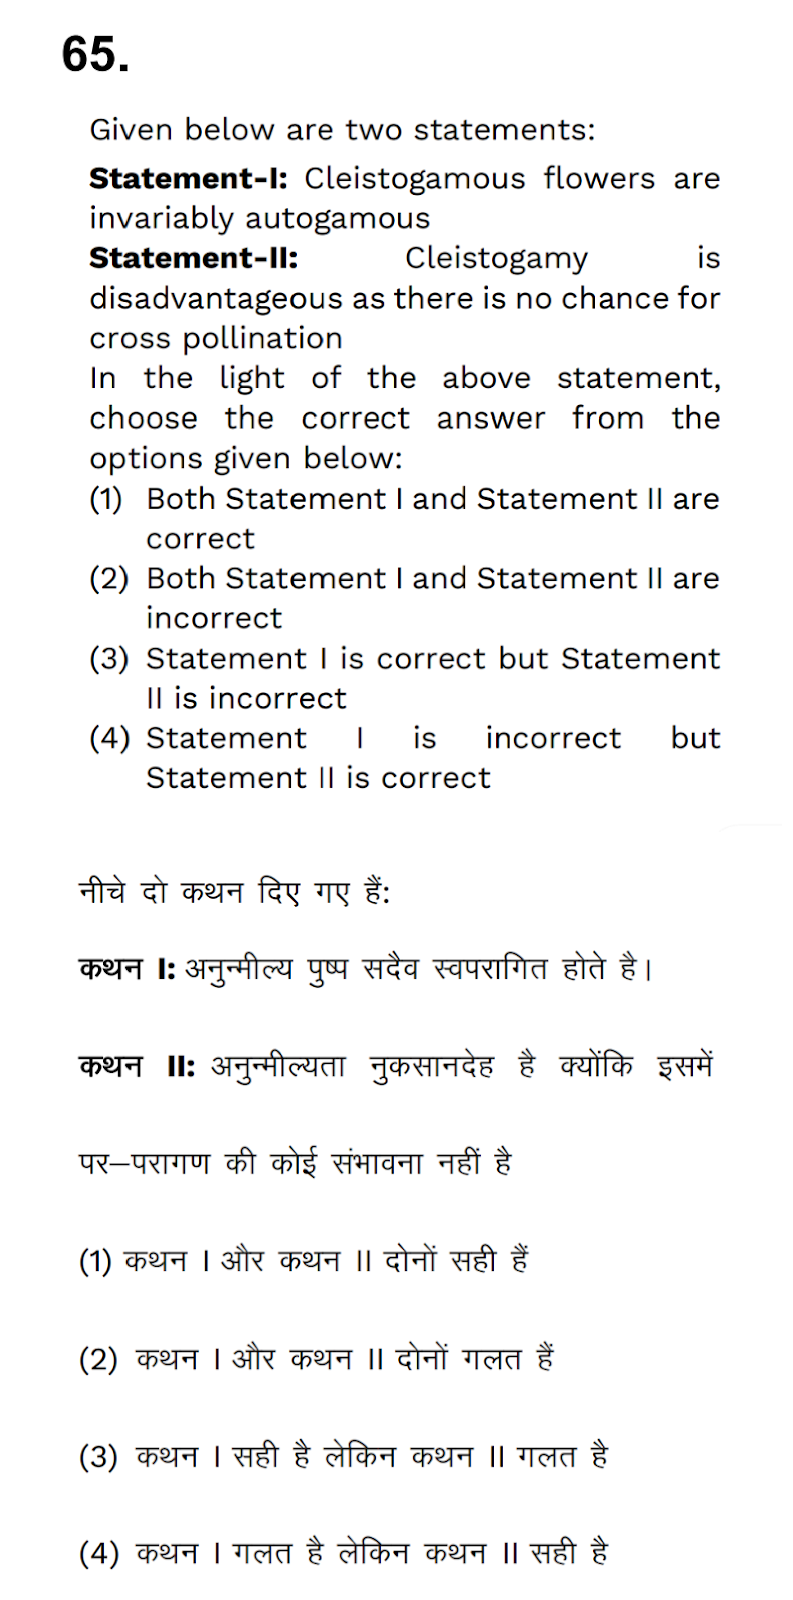 65.
Given below are two statements:
Statement-I: Cleistogamous flowers are
invariably autogamous
Statement-II: Cleistogamy is
disadvantageous as there is no chance for
cross pollination
In the light of the above statement,
choose the correct answer from the
options given below:
(1) Both Statement I and Statement II are
correct
(2) Both Statement I and Statement II are
incorrect
(3) Statement I is correct but Statement
II is incorrect
(4) Statement I is incorrect but
Statement II is correct
नीचे दो कथन दिए गए हैं:
कथन I: अनुन्मील्य पुष्प सदैव स्वपरागित होते है।
कथन II: अनुन्मील्यता नुकसानदेह है क्योंकि इसमें
पर–परागण की कोई संभावना नहीं है
(1) कथन I और कथन II दोनों सही हैं
(2) कथन I और कथन II दोनों गलत हैं
(3) कथन I सही है लेकिन कथन II गलत है
(4) कथन I गलत है लेकिन कथन II सही है